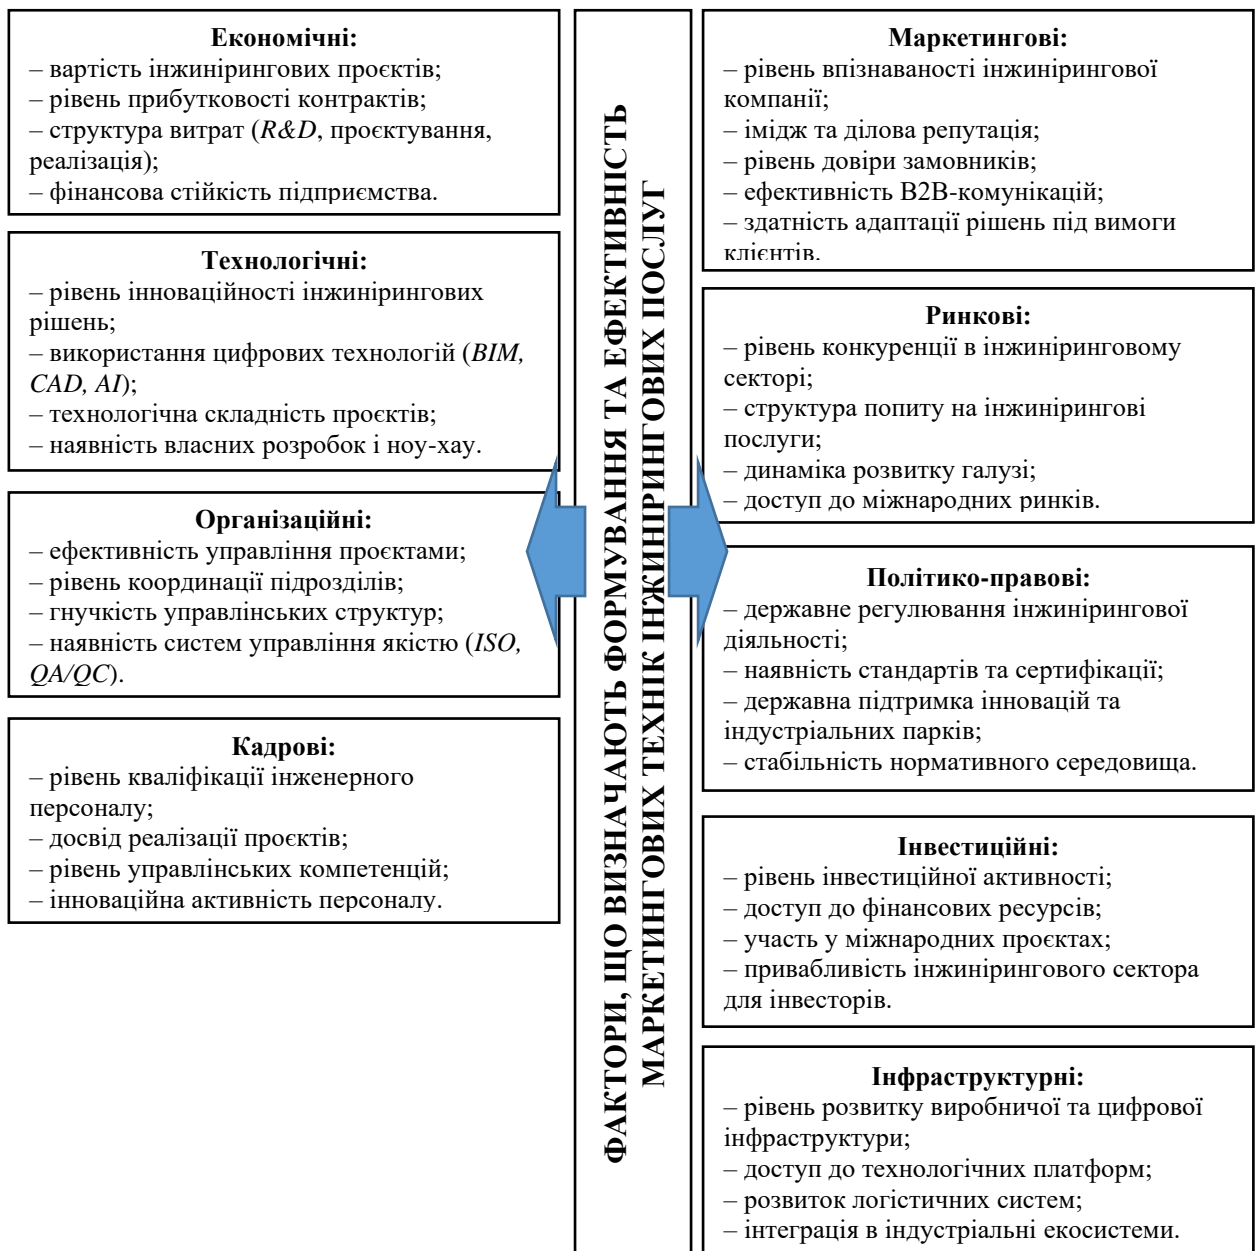 Економічні:
– вартість інжинірингових проєктів;
– рівень прибутковості контрактів;
– структура витрат (R&D, проєктування,
реалізація);
– фінансова стійкість підприємства.
Технологічні:
– рівень інноваційності інжинірингових
рішень;
– використання цифрових технологій (BIM,
CAD, AI);
– технологічна складність проєктів;
– наявність власних розробок і ноу-хау.
Організаційні:
– ефективність управління проєктами;
– рівень координації підрозділів;
– гнучкість управлінських структур;
– наявність систем управління якістю (ISO,
QA/QC).
Кадрові:
– рівень кваліфікації інженерного
персоналу;
– досвід реалізації проєктів;
– рівень управлінських компетенцій;
– інноваційна активність персоналу.
ФАКТОРИ, ЩО ВИЗНАЧАЮТЬ ФОРМУВАННЯ ТА ЕФЕКТИВНІСТЬ
МАРКЕТИНГОВИХ ТЕХНІК ІНЖИНІРИНГОВИХ ПОСЛУГ
Маркетингові:
– рівень впізнаваності інжинірингової
компанії;
– імідж та ділова репутація;
– рівень довіри замовників;
– ефективність B2B-комунікацій;
– здатність адаптації рішень під вимоги
клієнтів.
Ринкові:
– рівень конкуренції в інжиніринговому
секторі;
– структура попиту на інжинірингові
послуги;
– динаміка розвитку галузі;
– доступ до міжнародних ринків.
Політико-правові:
– державне регулювання інжинірингової
діяльності;
– наявність стандартів та сертифікації;
– державна підтримка інновацій та
індустріальних парків;
– стабільність нормативного середовища.
Інвестиційні:
– рівень інвестиційної активності;
– доступ до фінансових ресурсів;
– участь у міжнародних проєктах;
– привабливість інжинірингового сектора
для інвесторів.
Інфраструктурні:
– рівень розвитку виробничої та цифрової
інфраструктури;
– доступ до технологічних платформ;
– розвиток логістичних систем;
– інтеграція в індустріальні екосистеми.